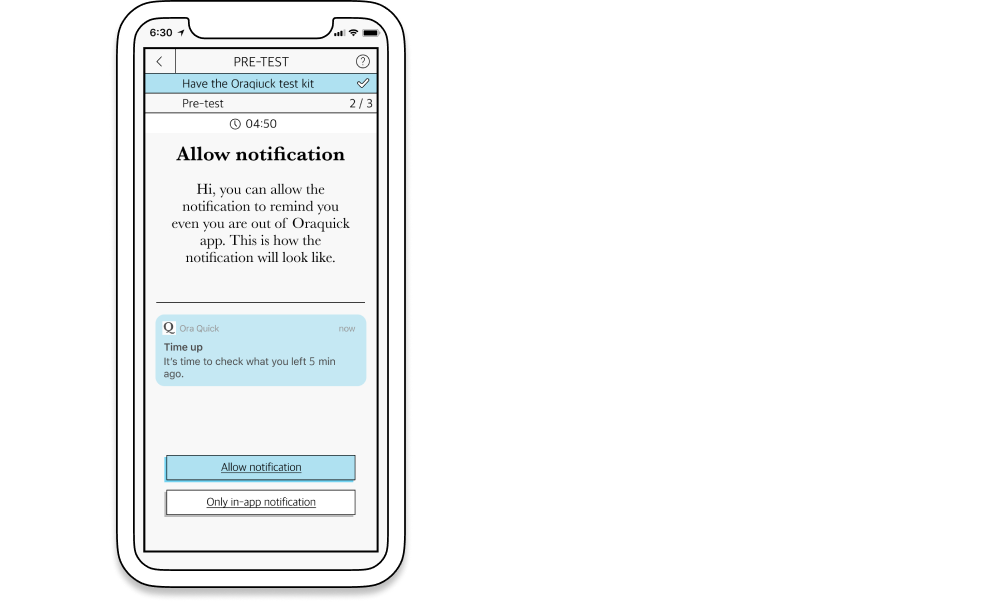 6:30
PRE-TEST
Have the Oraqiuck test kit
Pre-test 2 / 3
04:50
Allow notification
Hi, you can allow the
notification to remind you
even you are out of Oraquick
app. This is how the
notification will look like.
Q Ora Quick now
Time up
It's time to check what you left 5 min
ago.
Allow notification
Only in-app notification